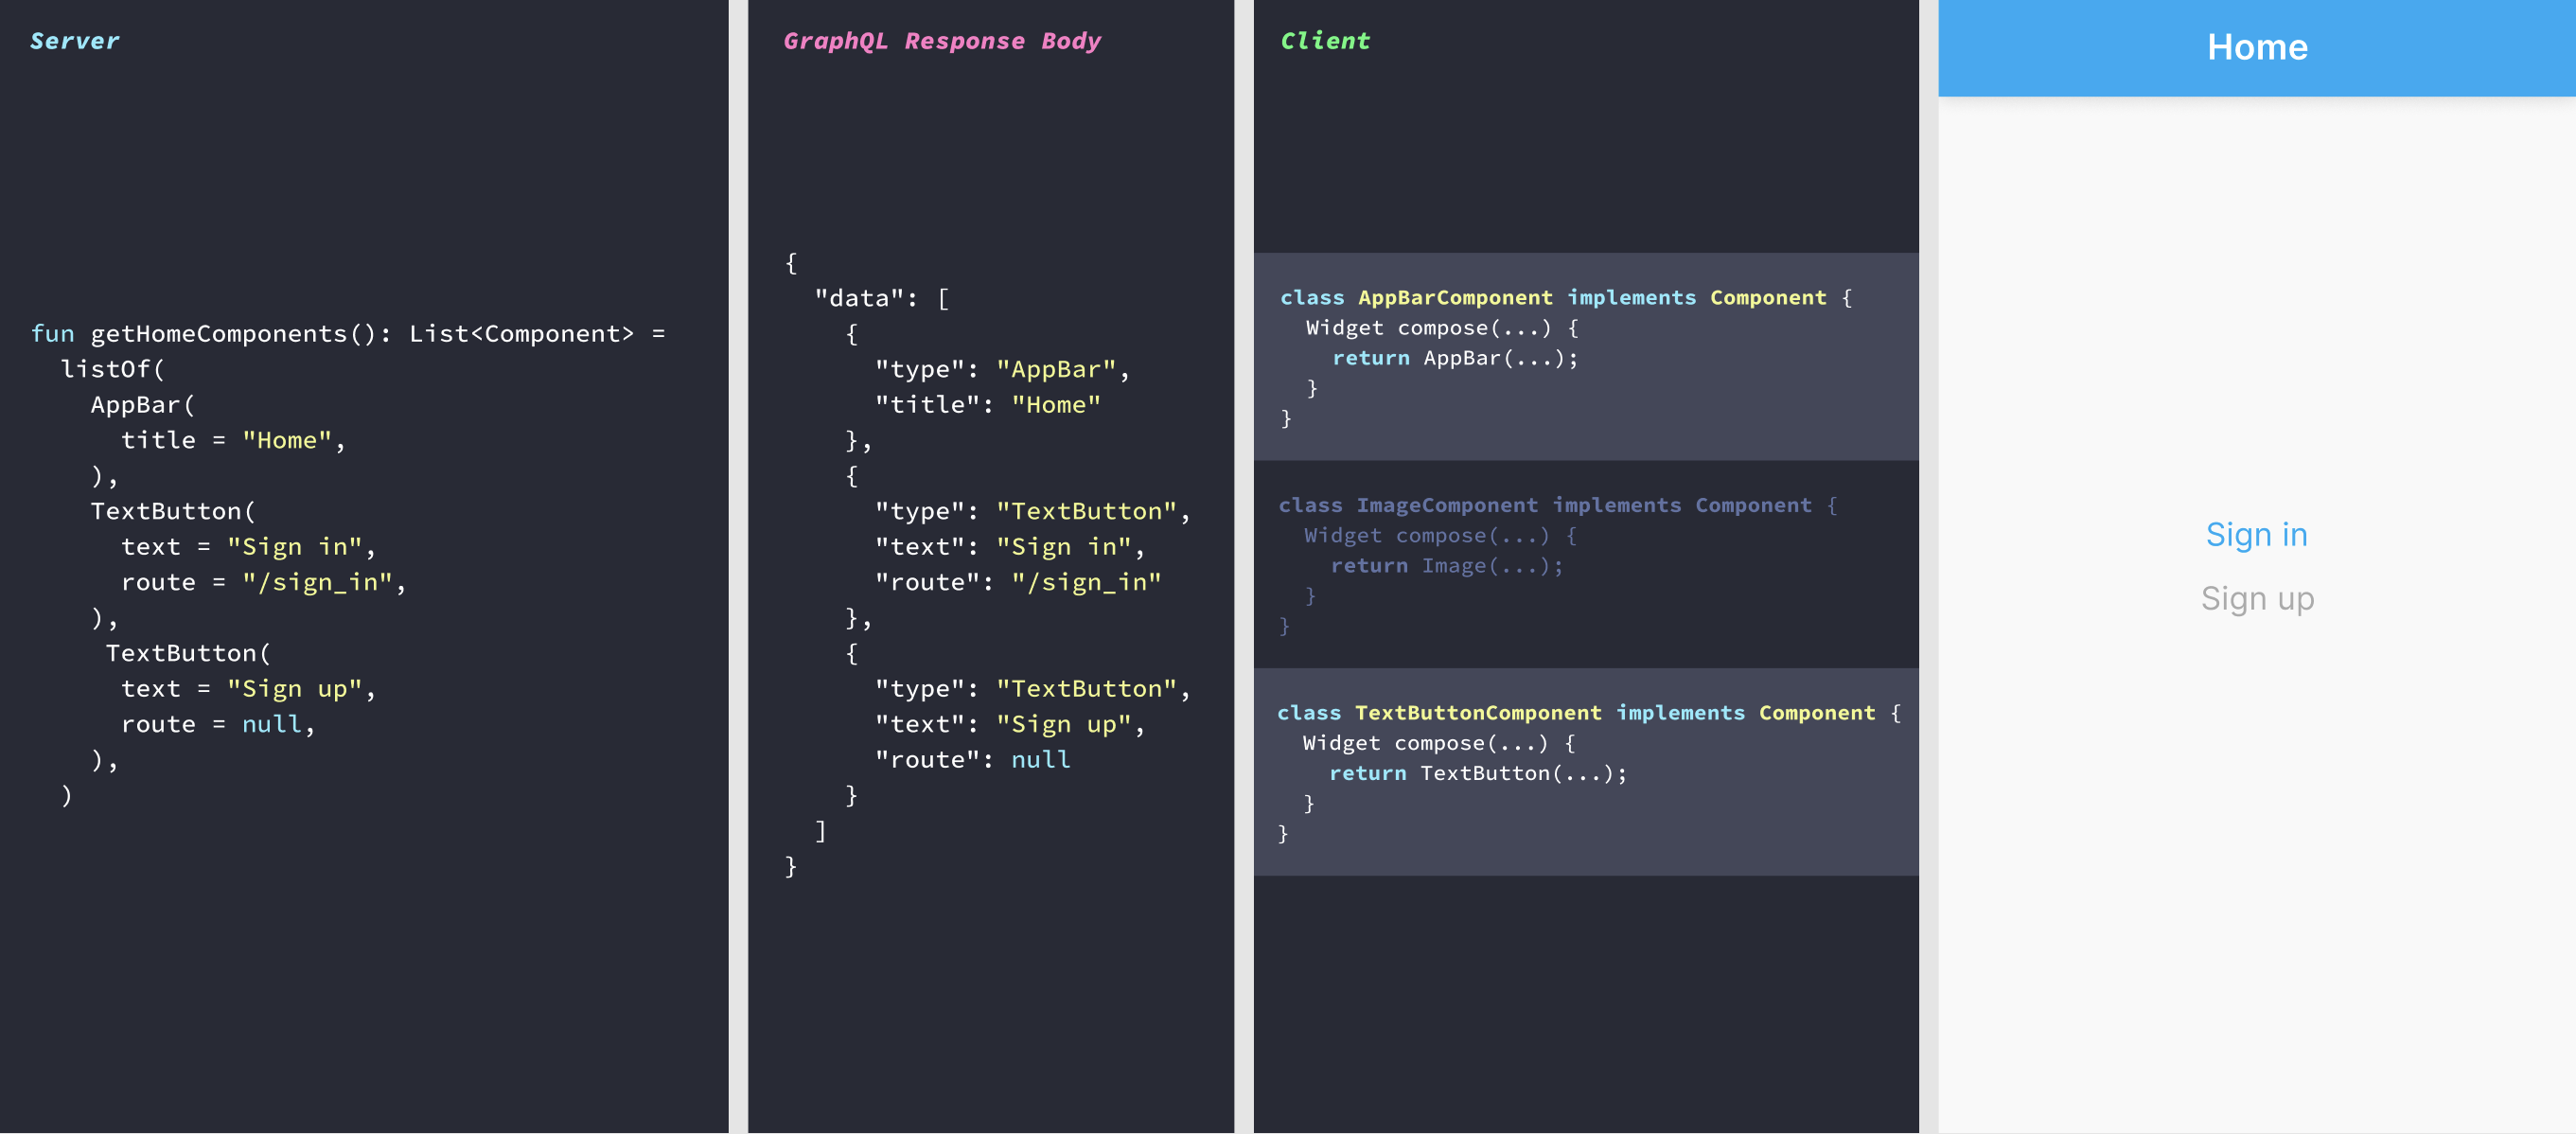 Server
fun getHomeComponents(): List<Component> =
  listOf(
    AppBar(
      title = "Home",
    ),
    TextButton(
      text = "Sign in",
      route = "/sign_in",
    ),
     TextButton(
      text = "Sign up",
      route = null,
    ),
  )
GraphQL Response Body
{
  "data": [
    {
      "type": "AppBar",
      "title": "Home"
    },
    {
      "type": "TextButton",
      "text": "Sign in",
      "route": "/sign_in"
    },
    {
      "type": "TextButton",
      "text": "Sign up",
      "route": null
    }
  ]
}
Client
class AppBarComponent implements Component {
  Widget compose(...) {
    return AppBar(...);
  }
}
class ImageComponent implements Component {
  Widget compose(...) {
    return Image(...);
  }
}
class TextButtonComponent implements Component {
  Widget compose(...) {
    return TextButton(...);
  }
}
Home
Sign in
Sign up